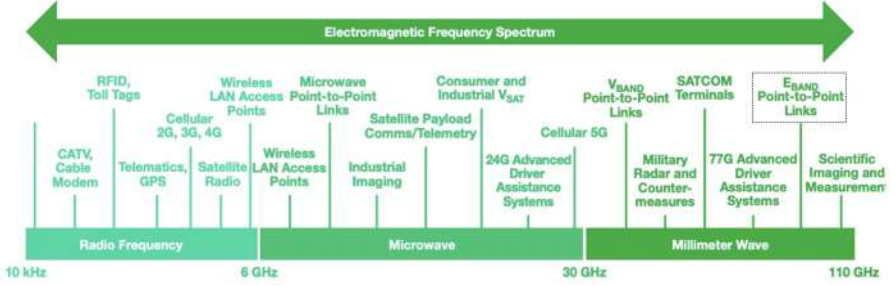 Electromagnetic Frequency Spectrum
RFID,
Toll Tags
Wireless
LAN Access
Points
Microwave
Point-to-Point
Links
Consumer and
Industrial VSAT
VBAND
Point-to-Point
Links
SATCOM
Terminals
EBAND
Point-to-Point
Links
Cellular
2G, 3G, 4G
Satellite Payload
Comms/Telemetry
Cellular 5G
CATV,
Cable
Modem
Telematics,
GPS
Satellite
Radio
Wireless
LAN Access
Points
Industrial
Imaging
24G Advanced
Driver
Assistance
Systems
Military
Radar and
Counter-
measures
77G Advanced
Driver
Assistance
Systems
Scientific
Imaging and
Measurement
Radio Frequency
Microwave
Millimeter Wave
10 kHz
6 GHz
30 GHz
110 GHz